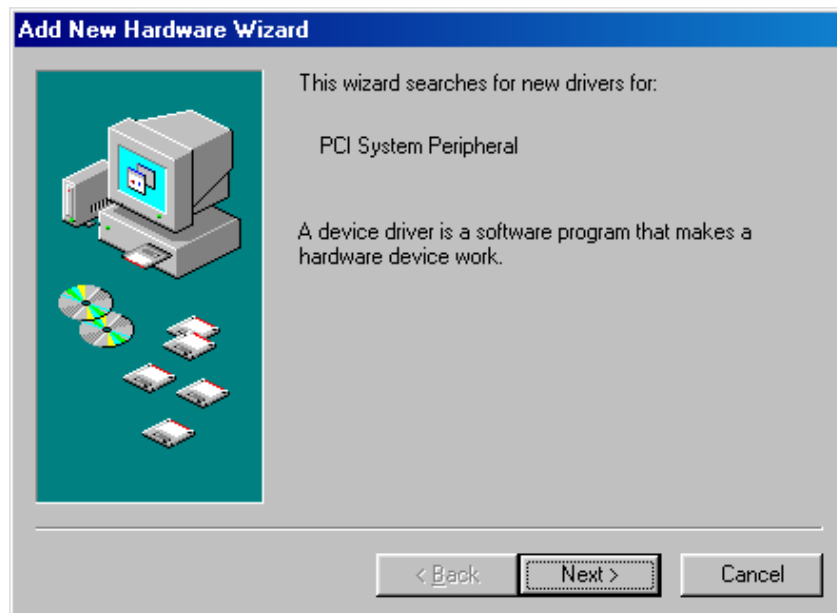 Add New Hardware Wizard
This wizard searches for new drivers for:
PCI System Peripheral
A device driver is a software program that makes a
hardware device work.
< Back
Next >
Cancel